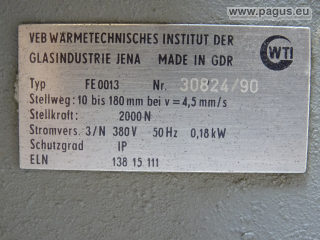 © www.pagus.eu
VEB WÄRMETECHNISCHES INSTITUT DER
GLASINDUSTRIE JENA MADE IN GDR
WTI
Typ FE0013 Nr. 30824/90
Stellweg: 10 bis 180 mm bei v = 4,5 mm/s
Stellkraft: 2000 N
Stromvers. 3/N 380 V 50 Hz 0,18 kW
Schutzgrad IP
ELN 138 15 111